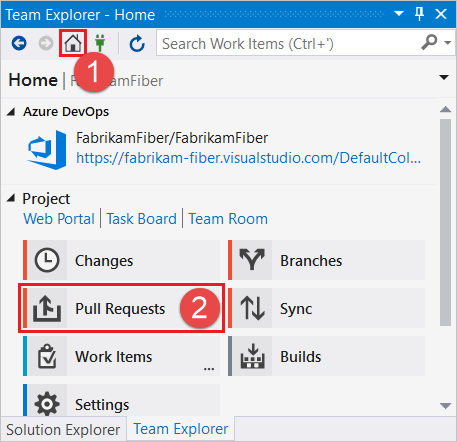 Team Explorer - Home
Search Work Items (Ctrl+')
1
Home | FabrikamFiber
Azure DevOps
FabrikamFiber/FabrikamFiber
https://fabrikam-fiber.visualstudio.com/DefaultCol...
Project
Web Portal | Task Board | Team Room
Changes
Branches
Pull Requests 2
Sync
Work Items ...
Builds
Settings
Solution Explorer Team Explorer